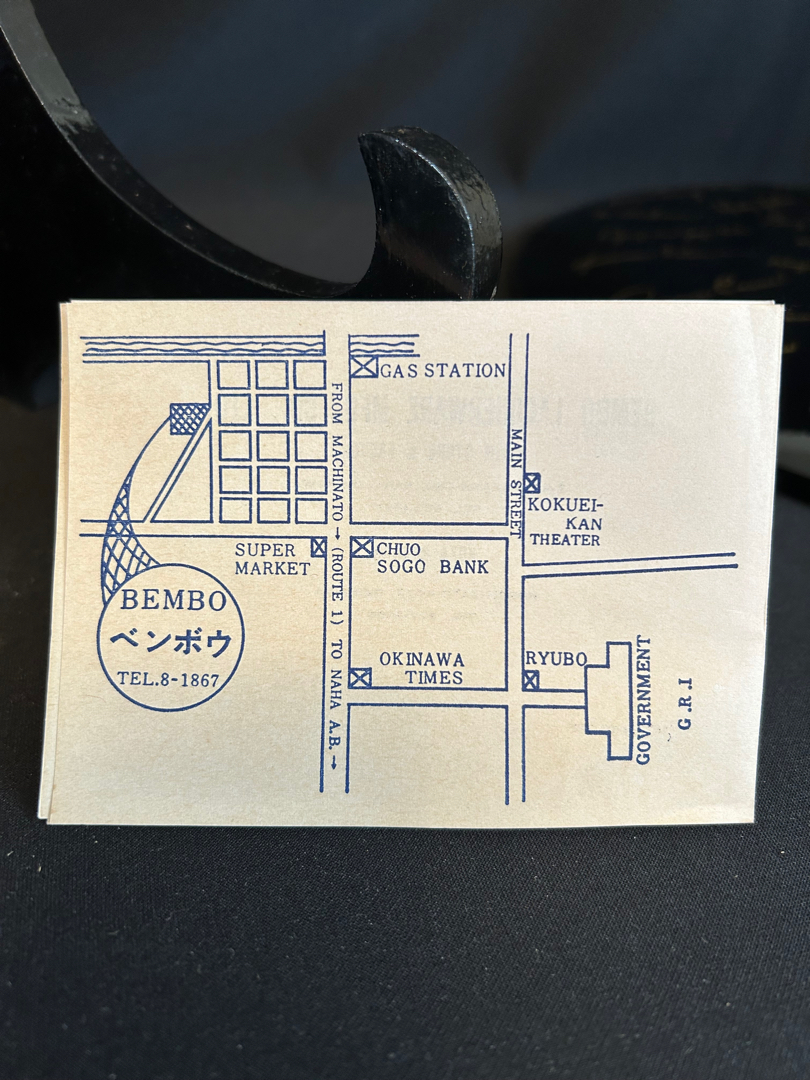 GAS STATION
FROM MACHINATO → (ROUTE 1) TO NAHA A.B. →
MAIN STREET
KOKUEI-
KAN
THEATER
SUPER
MARKET
CHUO
SOGO BANK
BEMBO
ベンボウ
TEL.8-1867
OKINAWA
TIMES
RYUBO
GOVERNMENT
G.R.I